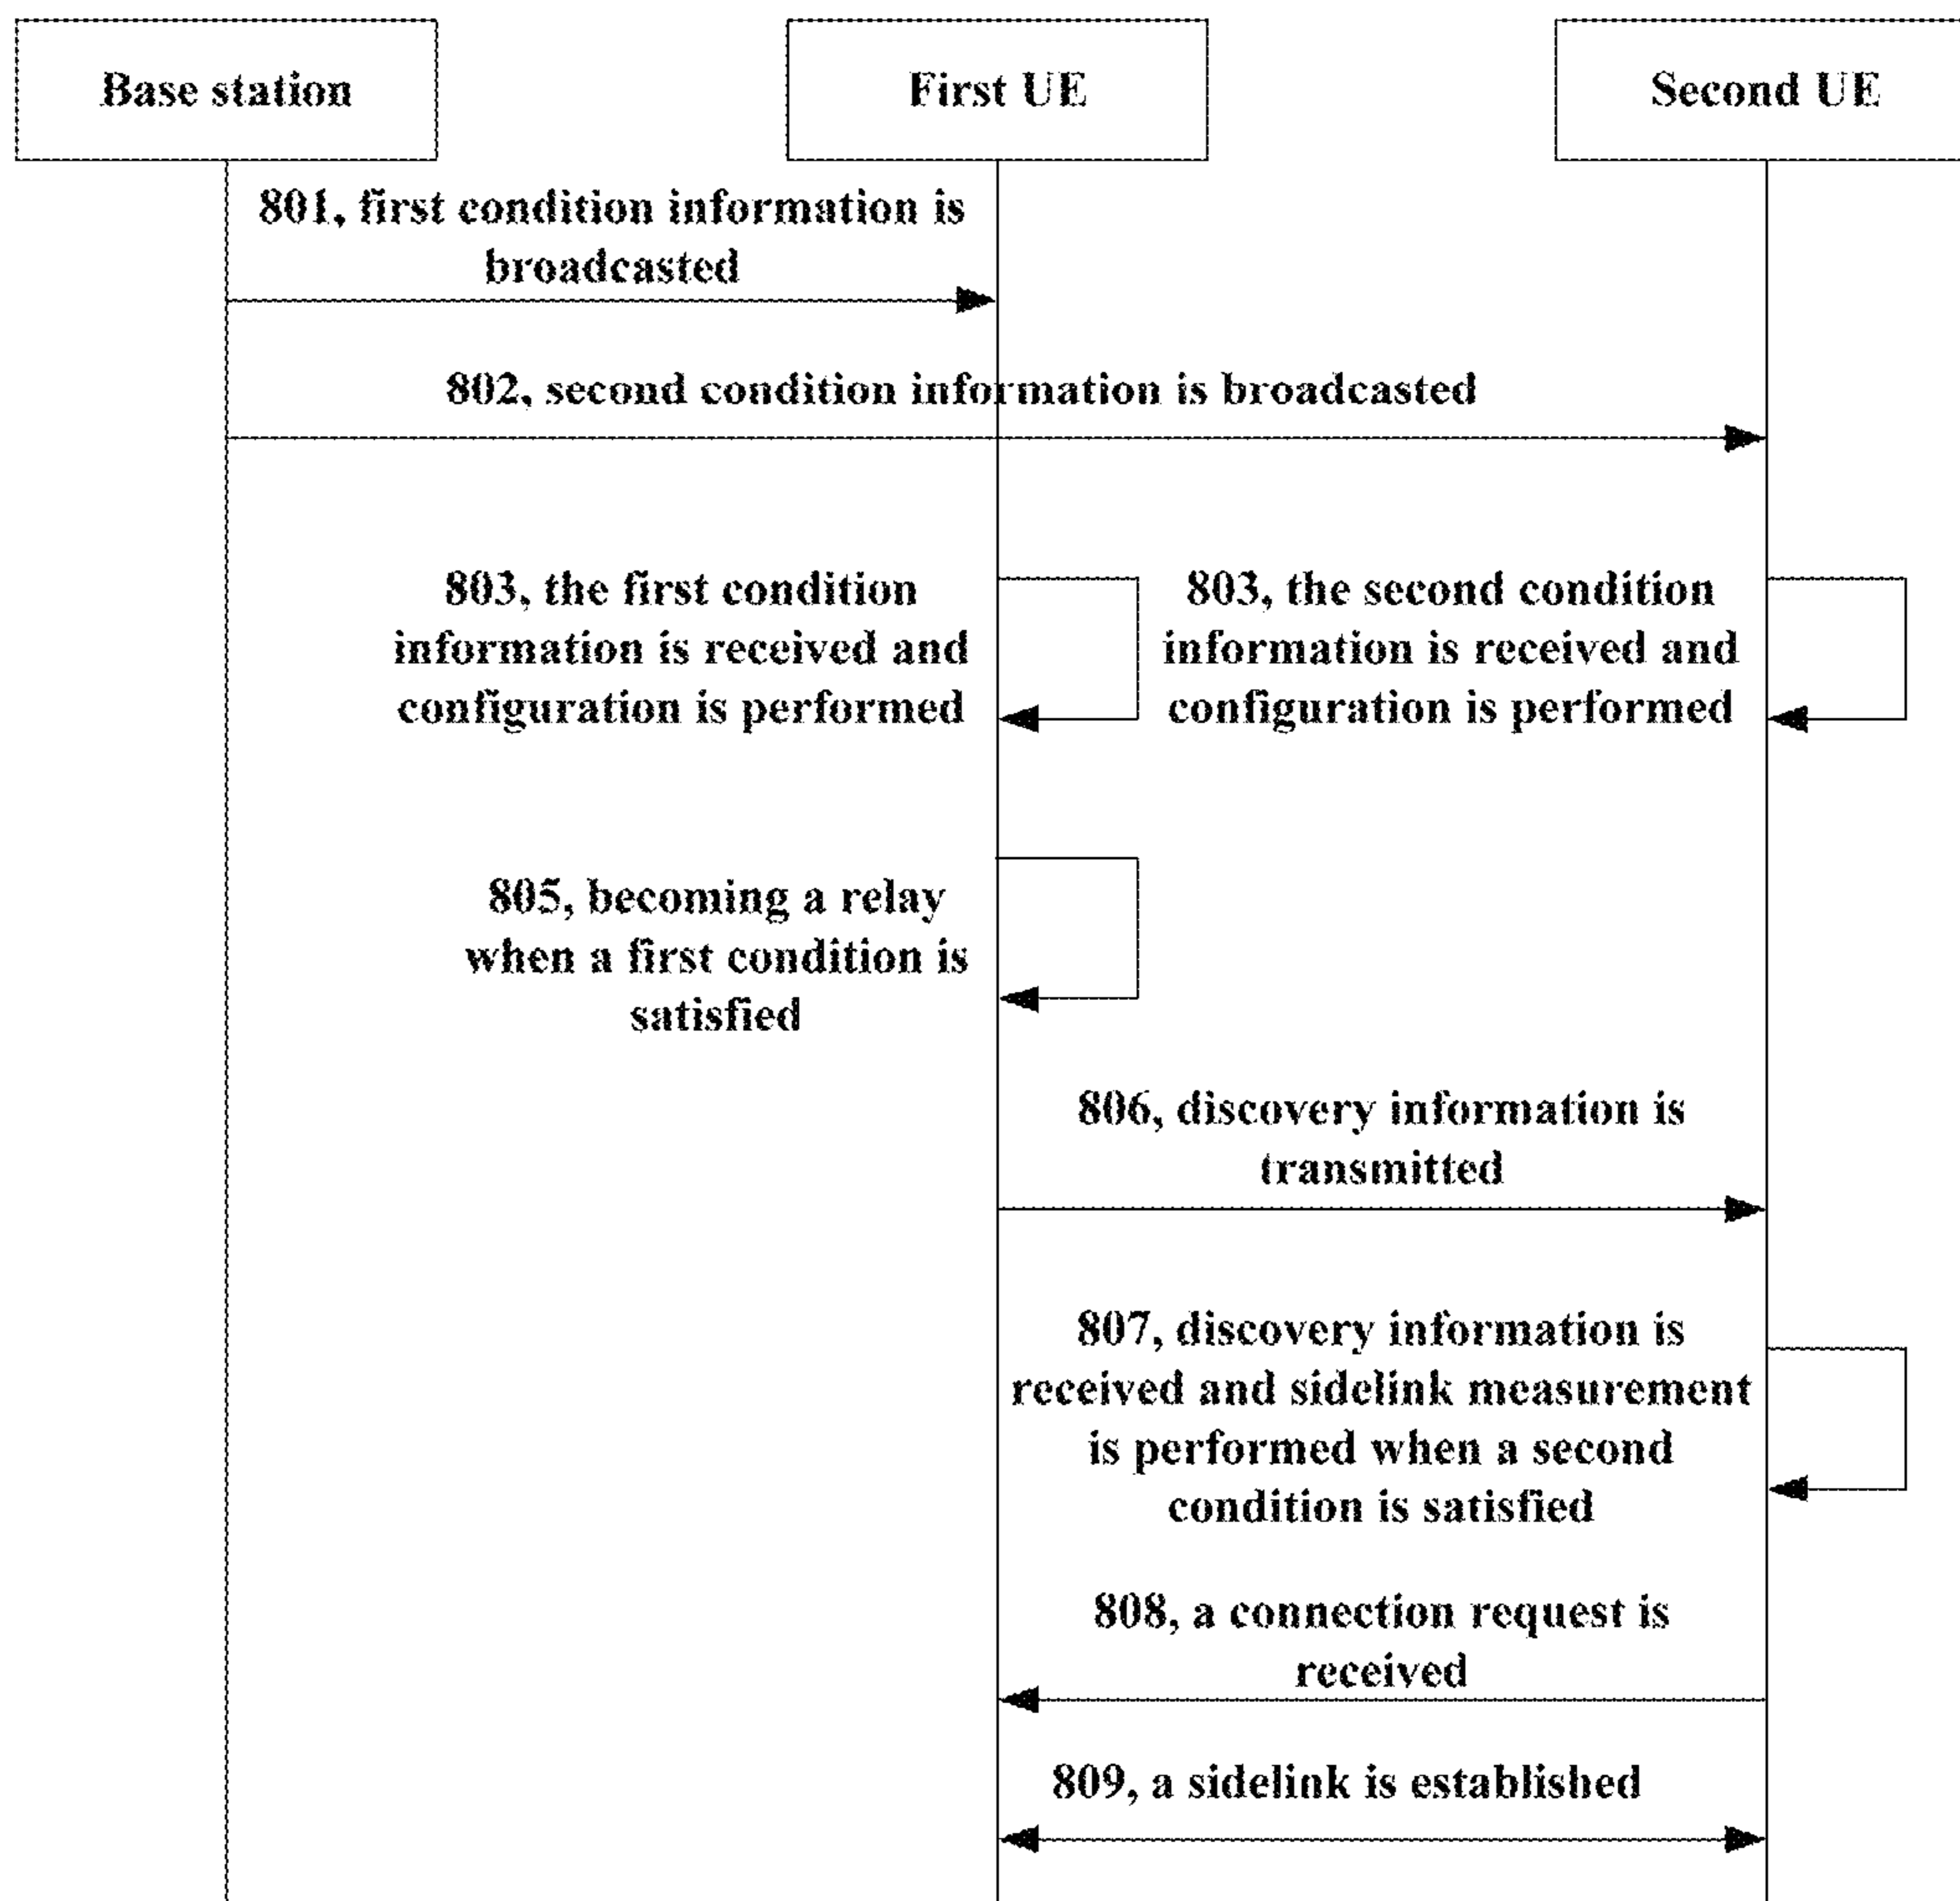 Base station
First UE
Second UE
801, first condition information is
broadcasted
802, second condition information is broadcasted
803, the first condition
information is received and
configuration is performed
803, the second condition
information is received and
configuration is performed
805, becoming a relay
when a first condition is
satisfied
806, discovery information is
transmitted
807, discovery information is
received and sidelink measurement
is performed when a second
condition is satisfied
808, a connection request is
received
809, a sidelink is established